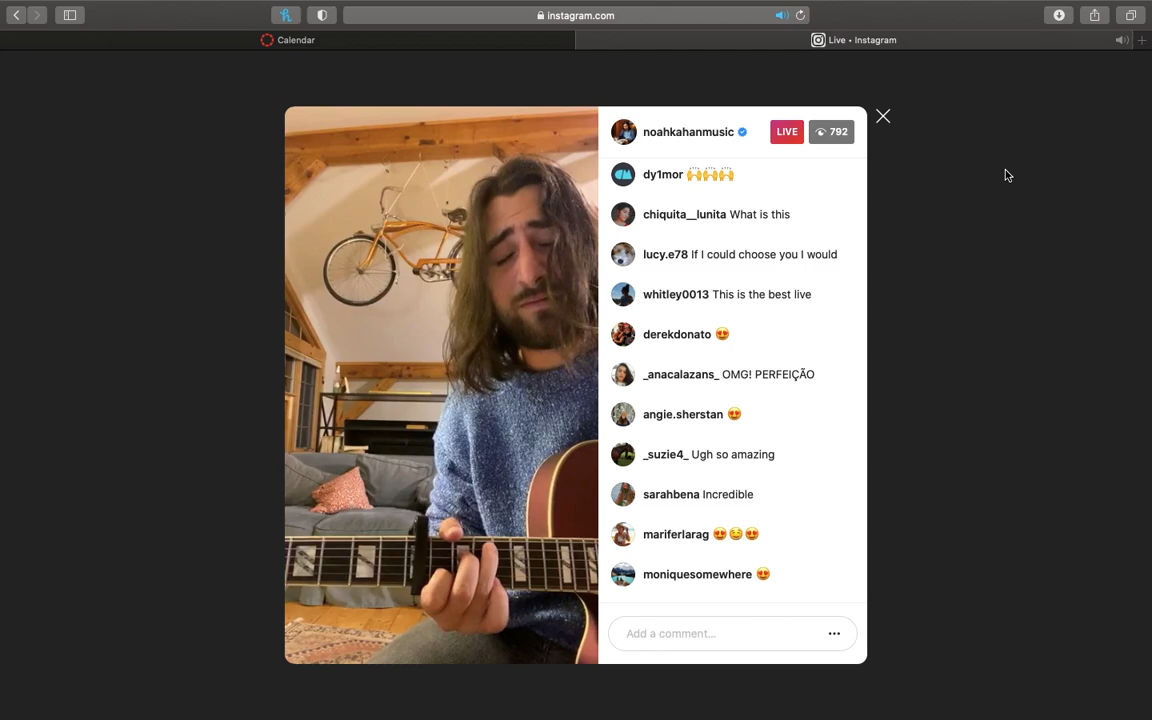 instagram.com
Calendar
Live • Instagram
noahkahanmusic
LIVE
792
dy1mor 🙌🙌🙌
chiquita__lunita What is this
lucy.e78 If I could choose you I would
whitley0013 This is the best live
derekdonato 😍
_anacalazans_ OMG! PERFEIÇÃO
angie.sherstan 😍
_suzie4_ Ugh so amazing
sarahbena Incredible
mariferlarag 😍🤤😍
moniquesomewhere 😍
Add a comment...